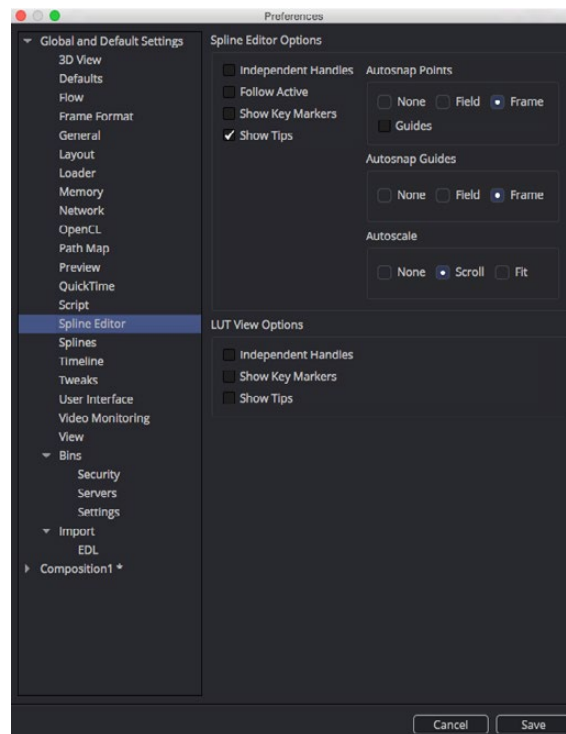 Preferences
Global and Default Settings
3D View
Defaults
Flow
Frame Format
General
Layout
Loader
Memory
Network
OpenCL
Path Map
Preview
QuickTime
Script
Spline Editor
Splines
Timeline
Tweaks
User Interface
Video Monitoring
View
Bins
Security
Servers
Settings
Import
EDL
Composition1 *
Spline Editor Options
Independent Handles
Follow Active
Show Key Markers
Show Tips
Autosnap Points
None Field Frame
Guides
Autosnap Guides
None Field Frame
Autoscale
None Scroll Fit
LUT View Options
Independent Handles
Show Key Markers
Show Tips
Cancel Save